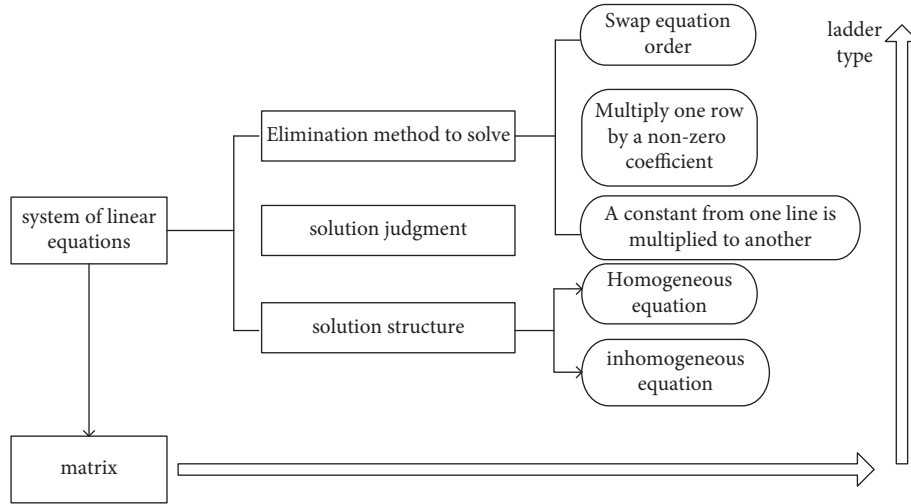 Swap equation
order
ladder
type
Elimination method to solve
Multiply one row
by a non-zero
coefficient
system of linear
equations
solution judgment
A constant from one line is
multiplied to another
solution structure
Homogeneous
equation
inhomogeneous
equation
matrix